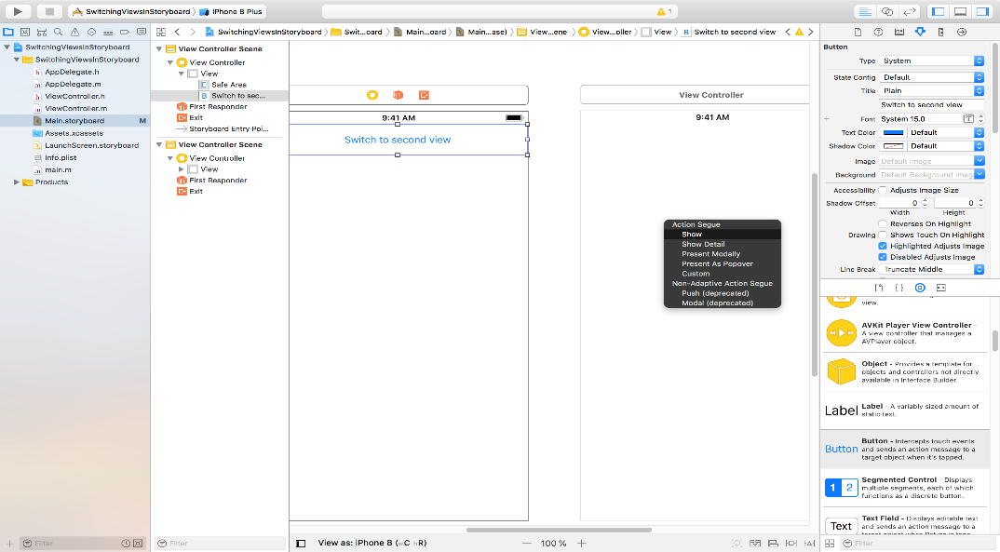 SwitchingViewsInStoryboard
iPhone 8 Plus
1
SwitchingViewsInStoryboard
Swit...oard
Main....oard
Main....ase)
View...ene
View...oller
View
B Switch to second view
SwitchingViewsInStoryboard
SwitchingViewsInStoryboard
AppDelegate.h
AppDelegate.m
ViewController.h
ViewController.m
Main.storyboard M
Assets.xcassets
LaunchScreen.storyboard
Info.plist
main.m
Products
Filter
View Controller Scene
View Controller
View
Safe Area
B Switch to sec...
First Responder
Exit
Storyboard Entry Poi...
View Controller Scene
View Controller
View
First Responder
Exit
Filter
9:41 AM
Switch to second view
View Controller
9:41 AM
Action Segue
Show
Show Detail
Present Modally
Present As Popover
Custom
Non-Adaptive Action Segue
Push (deprecated)
Modal (deprecated)
View as: iPhone 8 (wC hR)
100 %
Button
Type System
State Config Default
Title Plain
Switch to second view
Font System 15.0
Text Color Default
Shadow Color Default
Image Default Image
Background Default Background Imag
Accessibility Adjusts Image Size
Shadow Offset 0 0
Width Height
Reverses On Highlight
Drawing Shows Touch On Highlight
Highlighted Adjusts Image
Disabled Adjusts Image
Line Break Truncate Middle
view.
AVKit Player View Controller -
A view controller that manages a
AVPlayer object.
Object - Provides a template for
objects and controllers not directly
available in Interface Builder.
Label
Label - A variably sized amount of
static text.
Button
Button - Intercepts touch events
and sends an action message to a
target object when it's tapped.
1 2
Segmented Control - Displays
multiple segments, each of which
functions as a discrete button.
Text
Text Field - Displays editable text
and sends an action message to a
Filter